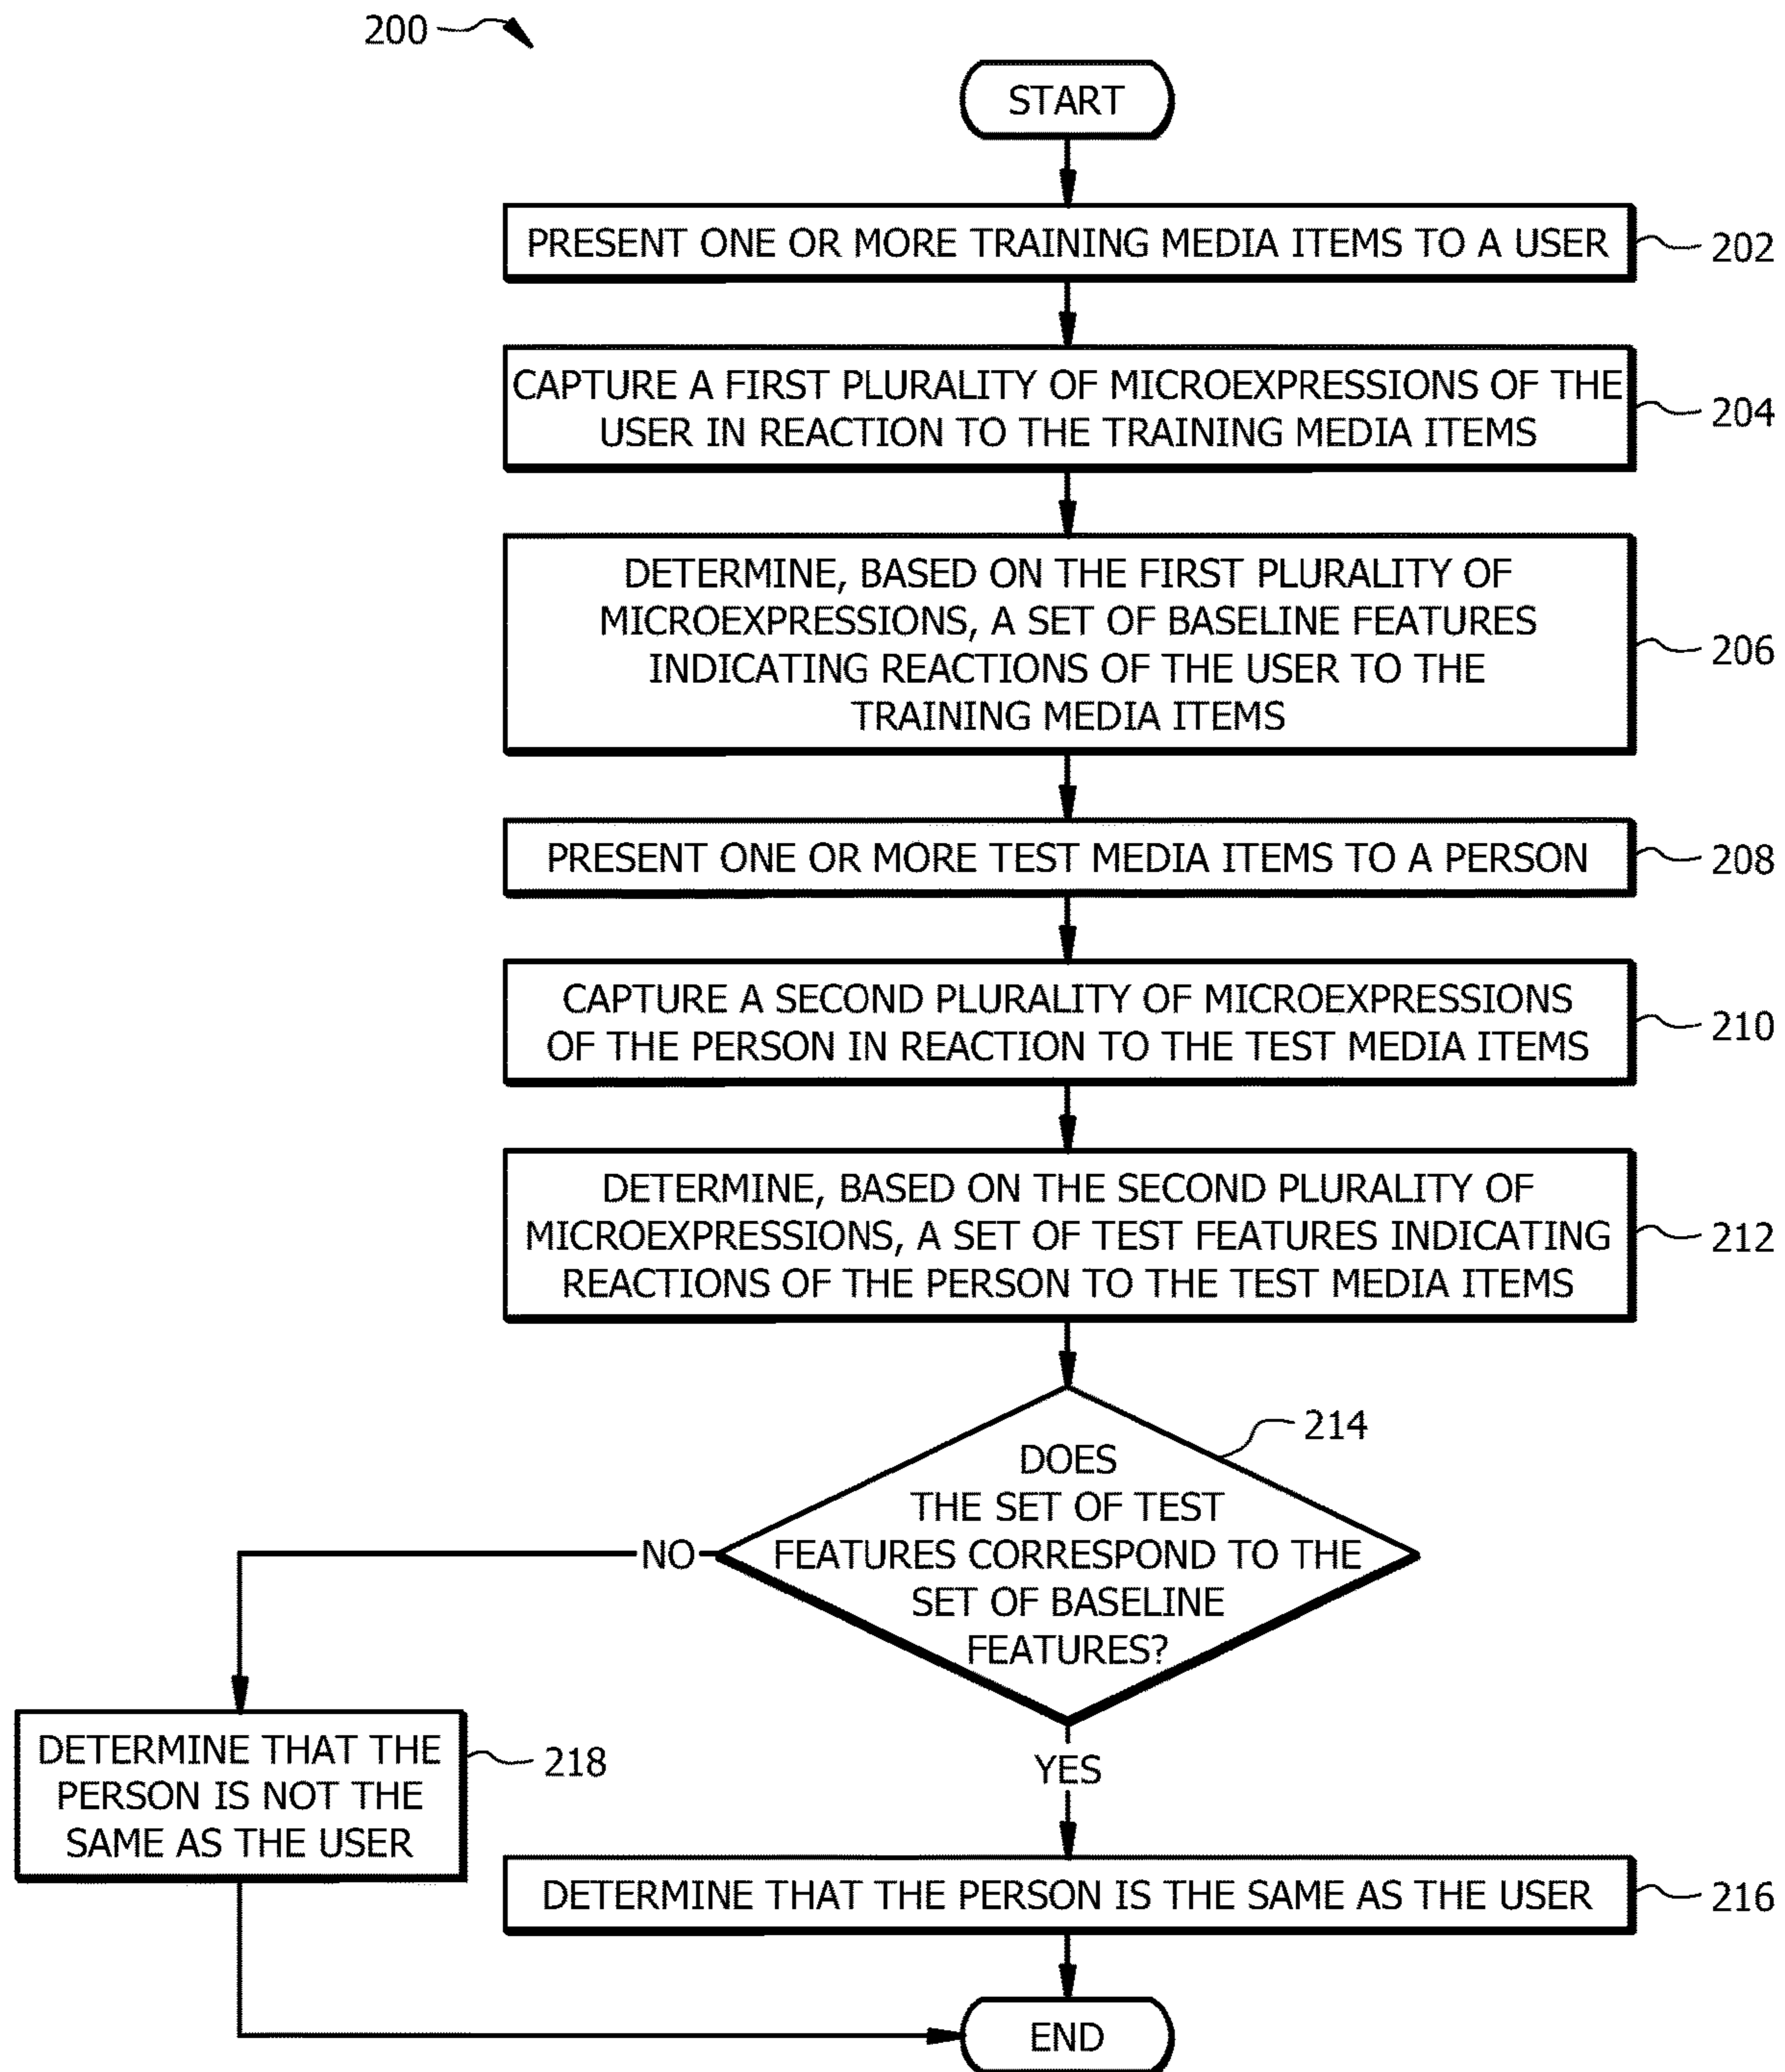 200
START
PRESENT ONE OR MORE TRAINING MEDIA ITEMS TO A USER
202
CAPTURE A FIRST PLURALITY OF MICROEXPRESSIONS OF THE
USER IN REACTION TO THE TRAINING MEDIA ITEMS
204
DETERMINE, BASED ON THE FIRST PLURALITY OF
MICROEXPRESSIONS, A SET OF BASELINE FEATURES
INDICATING REACTIONS OF THE USER TO THE
TRAINING MEDIA ITEMS
206
PRESENT ONE OR MORE TEST MEDIA ITEMS TO A PERSON
208
CAPTURE A SECOND PLURALITY OF MICROEXPRESSIONS
OF THE PERSON IN REACTION TO THE TEST MEDIA ITEMS
210
DETERMINE, BASED ON THE SECOND PLURALITY OF
MICROEXPRESSIONS, A SET OF TEST FEATURES INDICATING
REACTIONS OF THE PERSON TO THE TEST MEDIA ITEMS
212
214
DOES
THE SET OF TEST
FEATURES CORRESPOND TO THE
SET OF BASELINE
FEATURES?
NO
DETERMINE THAT THE
PERSON IS NOT THE
SAME AS THE USER
218
YES
DETERMINE THAT THE PERSON IS THE SAME AS THE USER
216
END